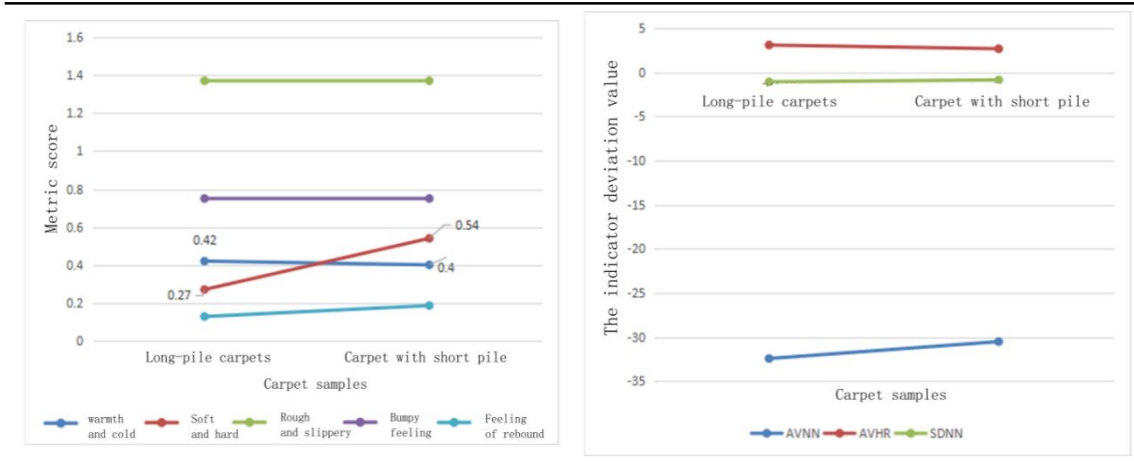 1.6
1.4
1.2
1
0.8
0.6
0.4
0.2
0
Metric score
0.42
0.27
0.54
0.4
Long-pile carpets
Carpet with short pile
Carpet samples
warmth
and cold
Soft
and hard
Rough
and slippery
Bumpy
feeling
Feeling
of rebound
5
0
-5
-10
-15
-20
-25
-30
-35
The indicator deviation value
Long-pile carpets
Carpet with short pile
Carpet samples
AVNN
AVHR
SDNN